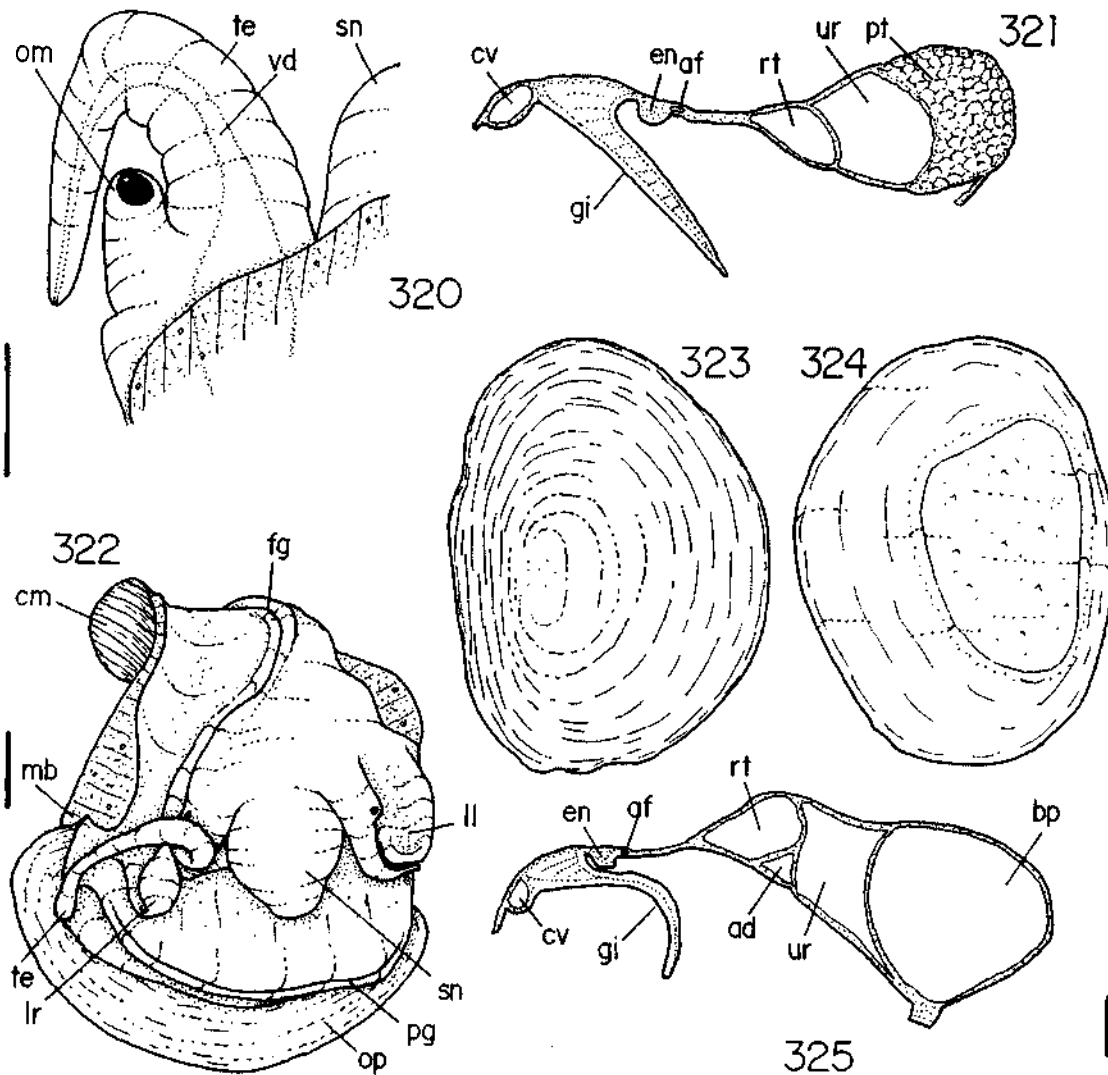 om
te
vd
sn
320
321
cv
en
af
rt
ur
pt
gi
323
324
322
cm
fg
mb
ll
te
lr
op
pg
sn
rt
en
af
bp
cv
gi
ad
ur
325